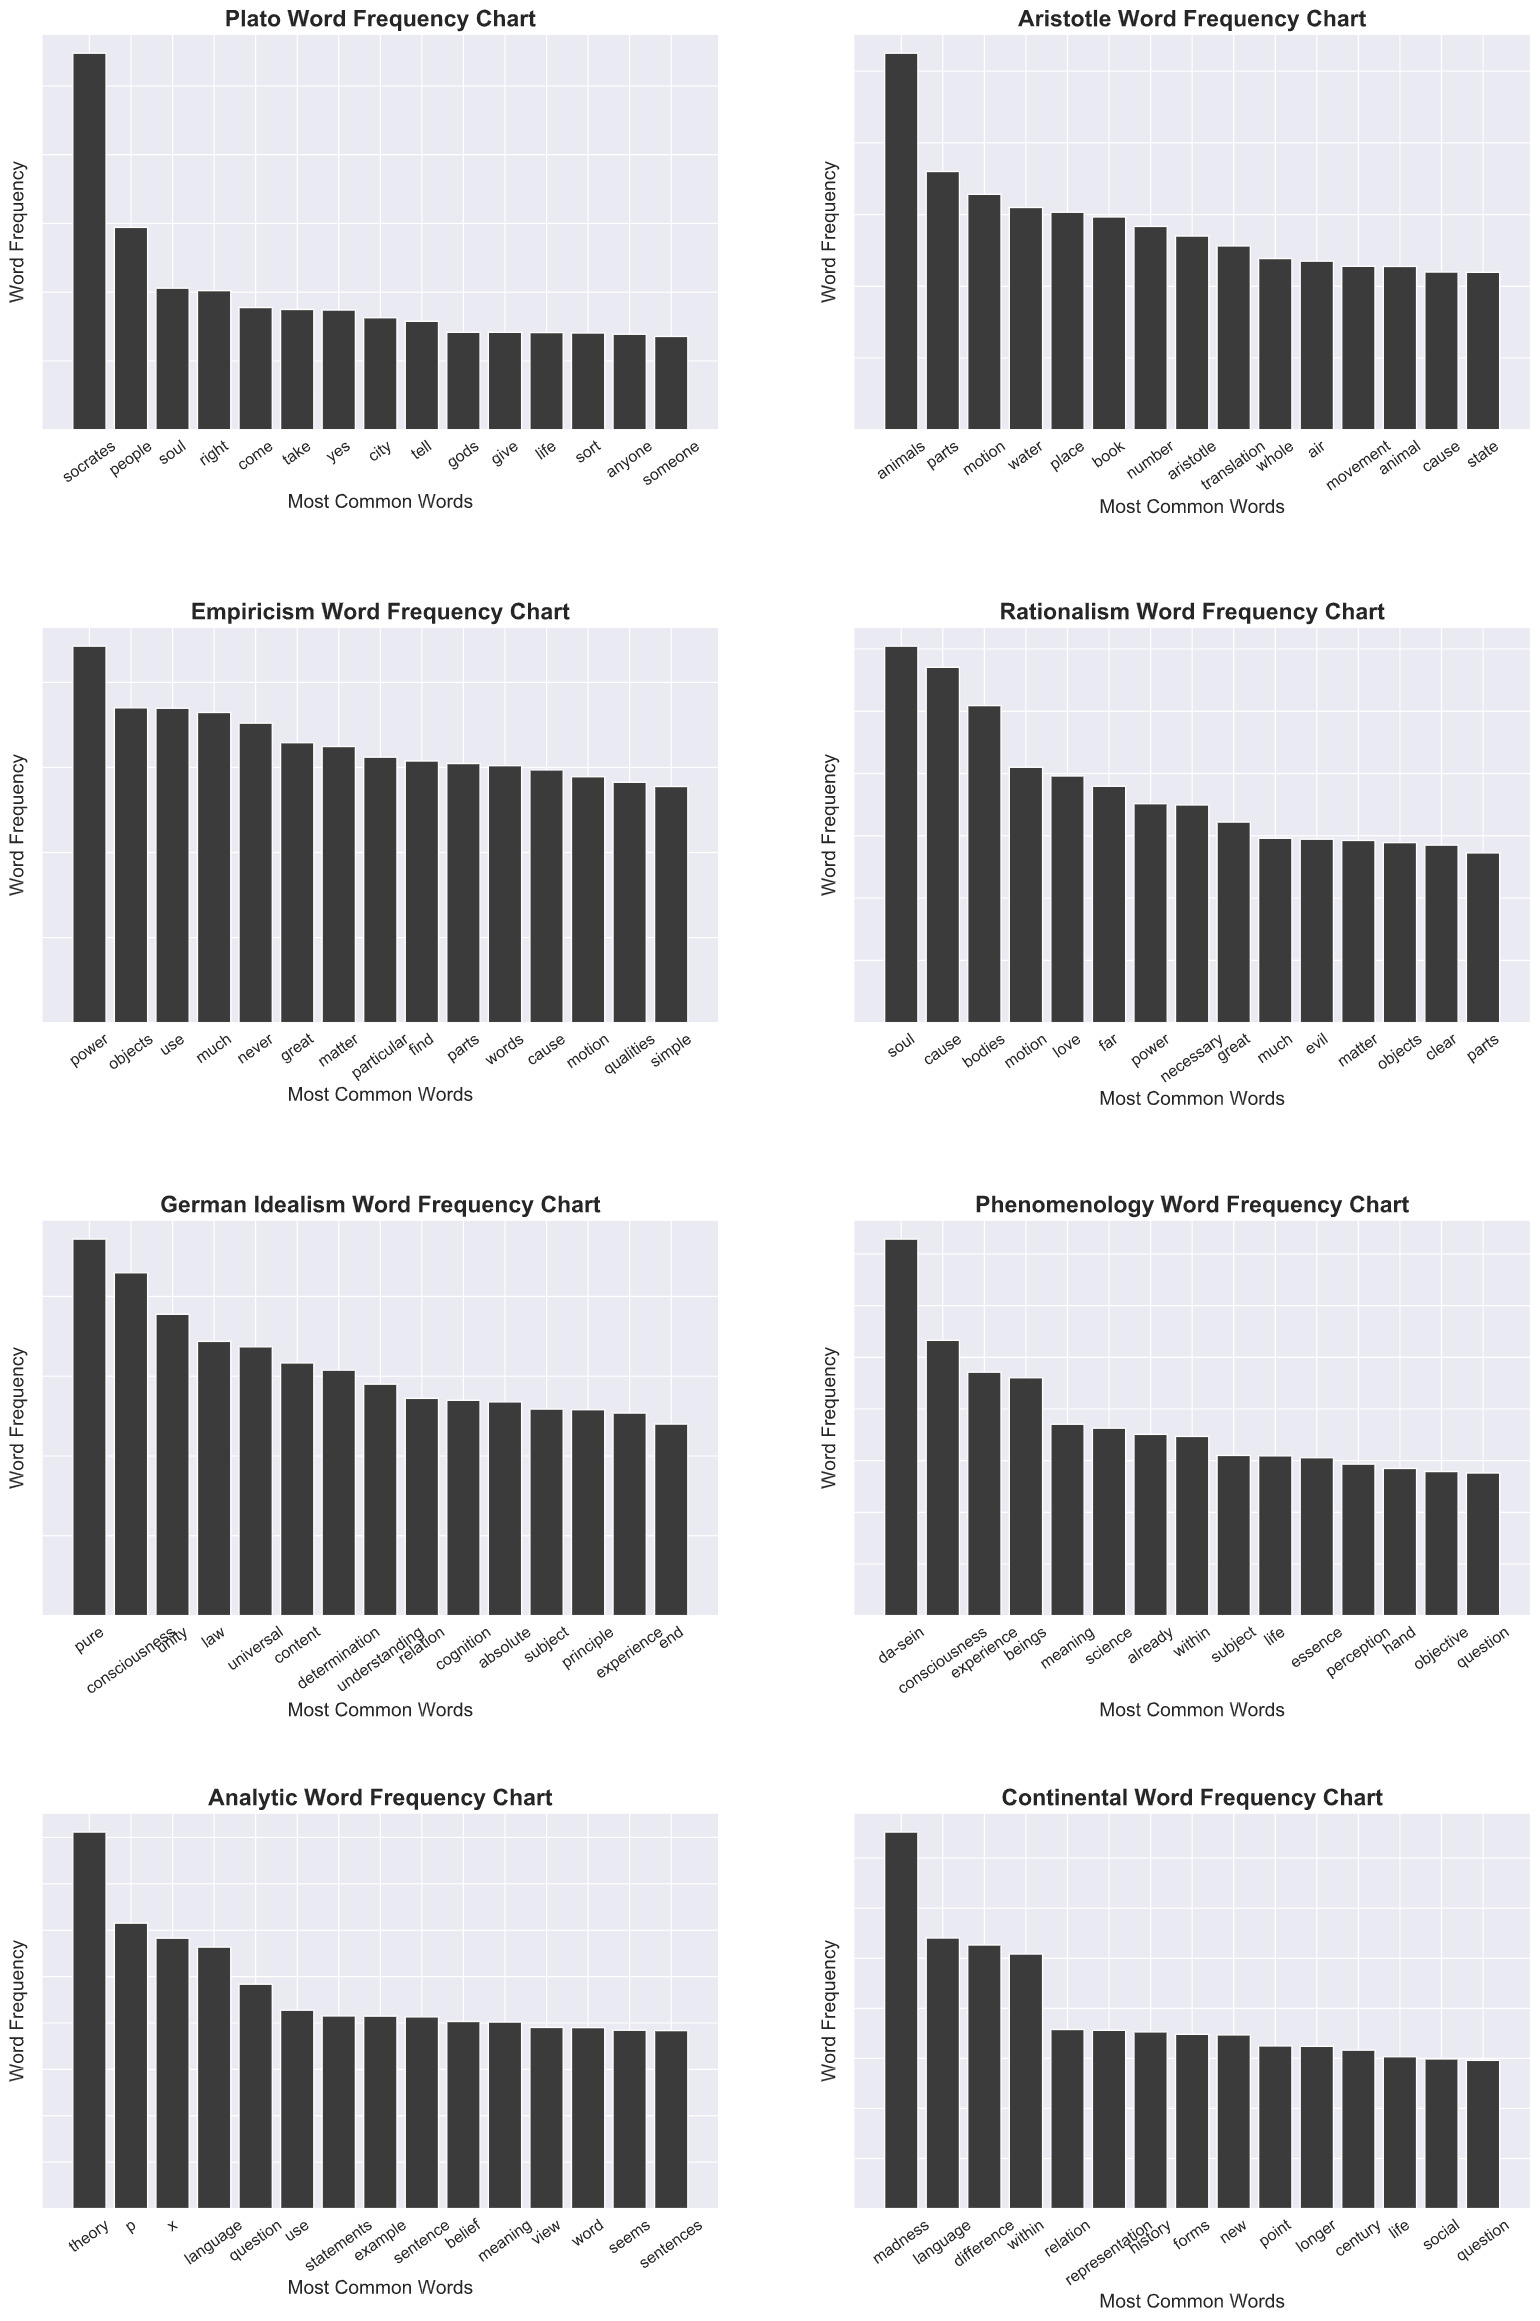 Plato Word Frequency Chart
Word Frequency
socrates people soul right come take yes city tell gods give life sort anyone someone
Most Common Words
Aristotle Word Frequency Chart
Word Frequency
animals parts motion water place book number aristotle translation whole air movement animal cause state
Most Common Words
Empiricism Word Frequency Chart
Word Frequency
power objects use much never great matter particular find parts words cause motion qualities simple
Most Common Words
Rationalism Word Frequency Chart
Word Frequency
soul cause bodies motion love far power necessary great much evil matter objects clear parts
Most Common Words
German Idealism Word Frequency Chart
Word Frequency
pure consciousness unity law universal content determination understanding relation cognition absolute subject principle experience end
Most Common Words
Phenomenology Word Frequency Chart
Word Frequency
da-sein consciousness experience beings meaning science already within subject life essence perception hand objective question
Most Common Words
Analytic Word Frequency Chart
Word Frequency
theory p x language question use statements example sentence belief meaning view word seems sentences
Most Common Words
Continental Word Frequency Chart
Word Frequency
madness language difference within relation representation history forms new point longer century life social question
Most Common Words